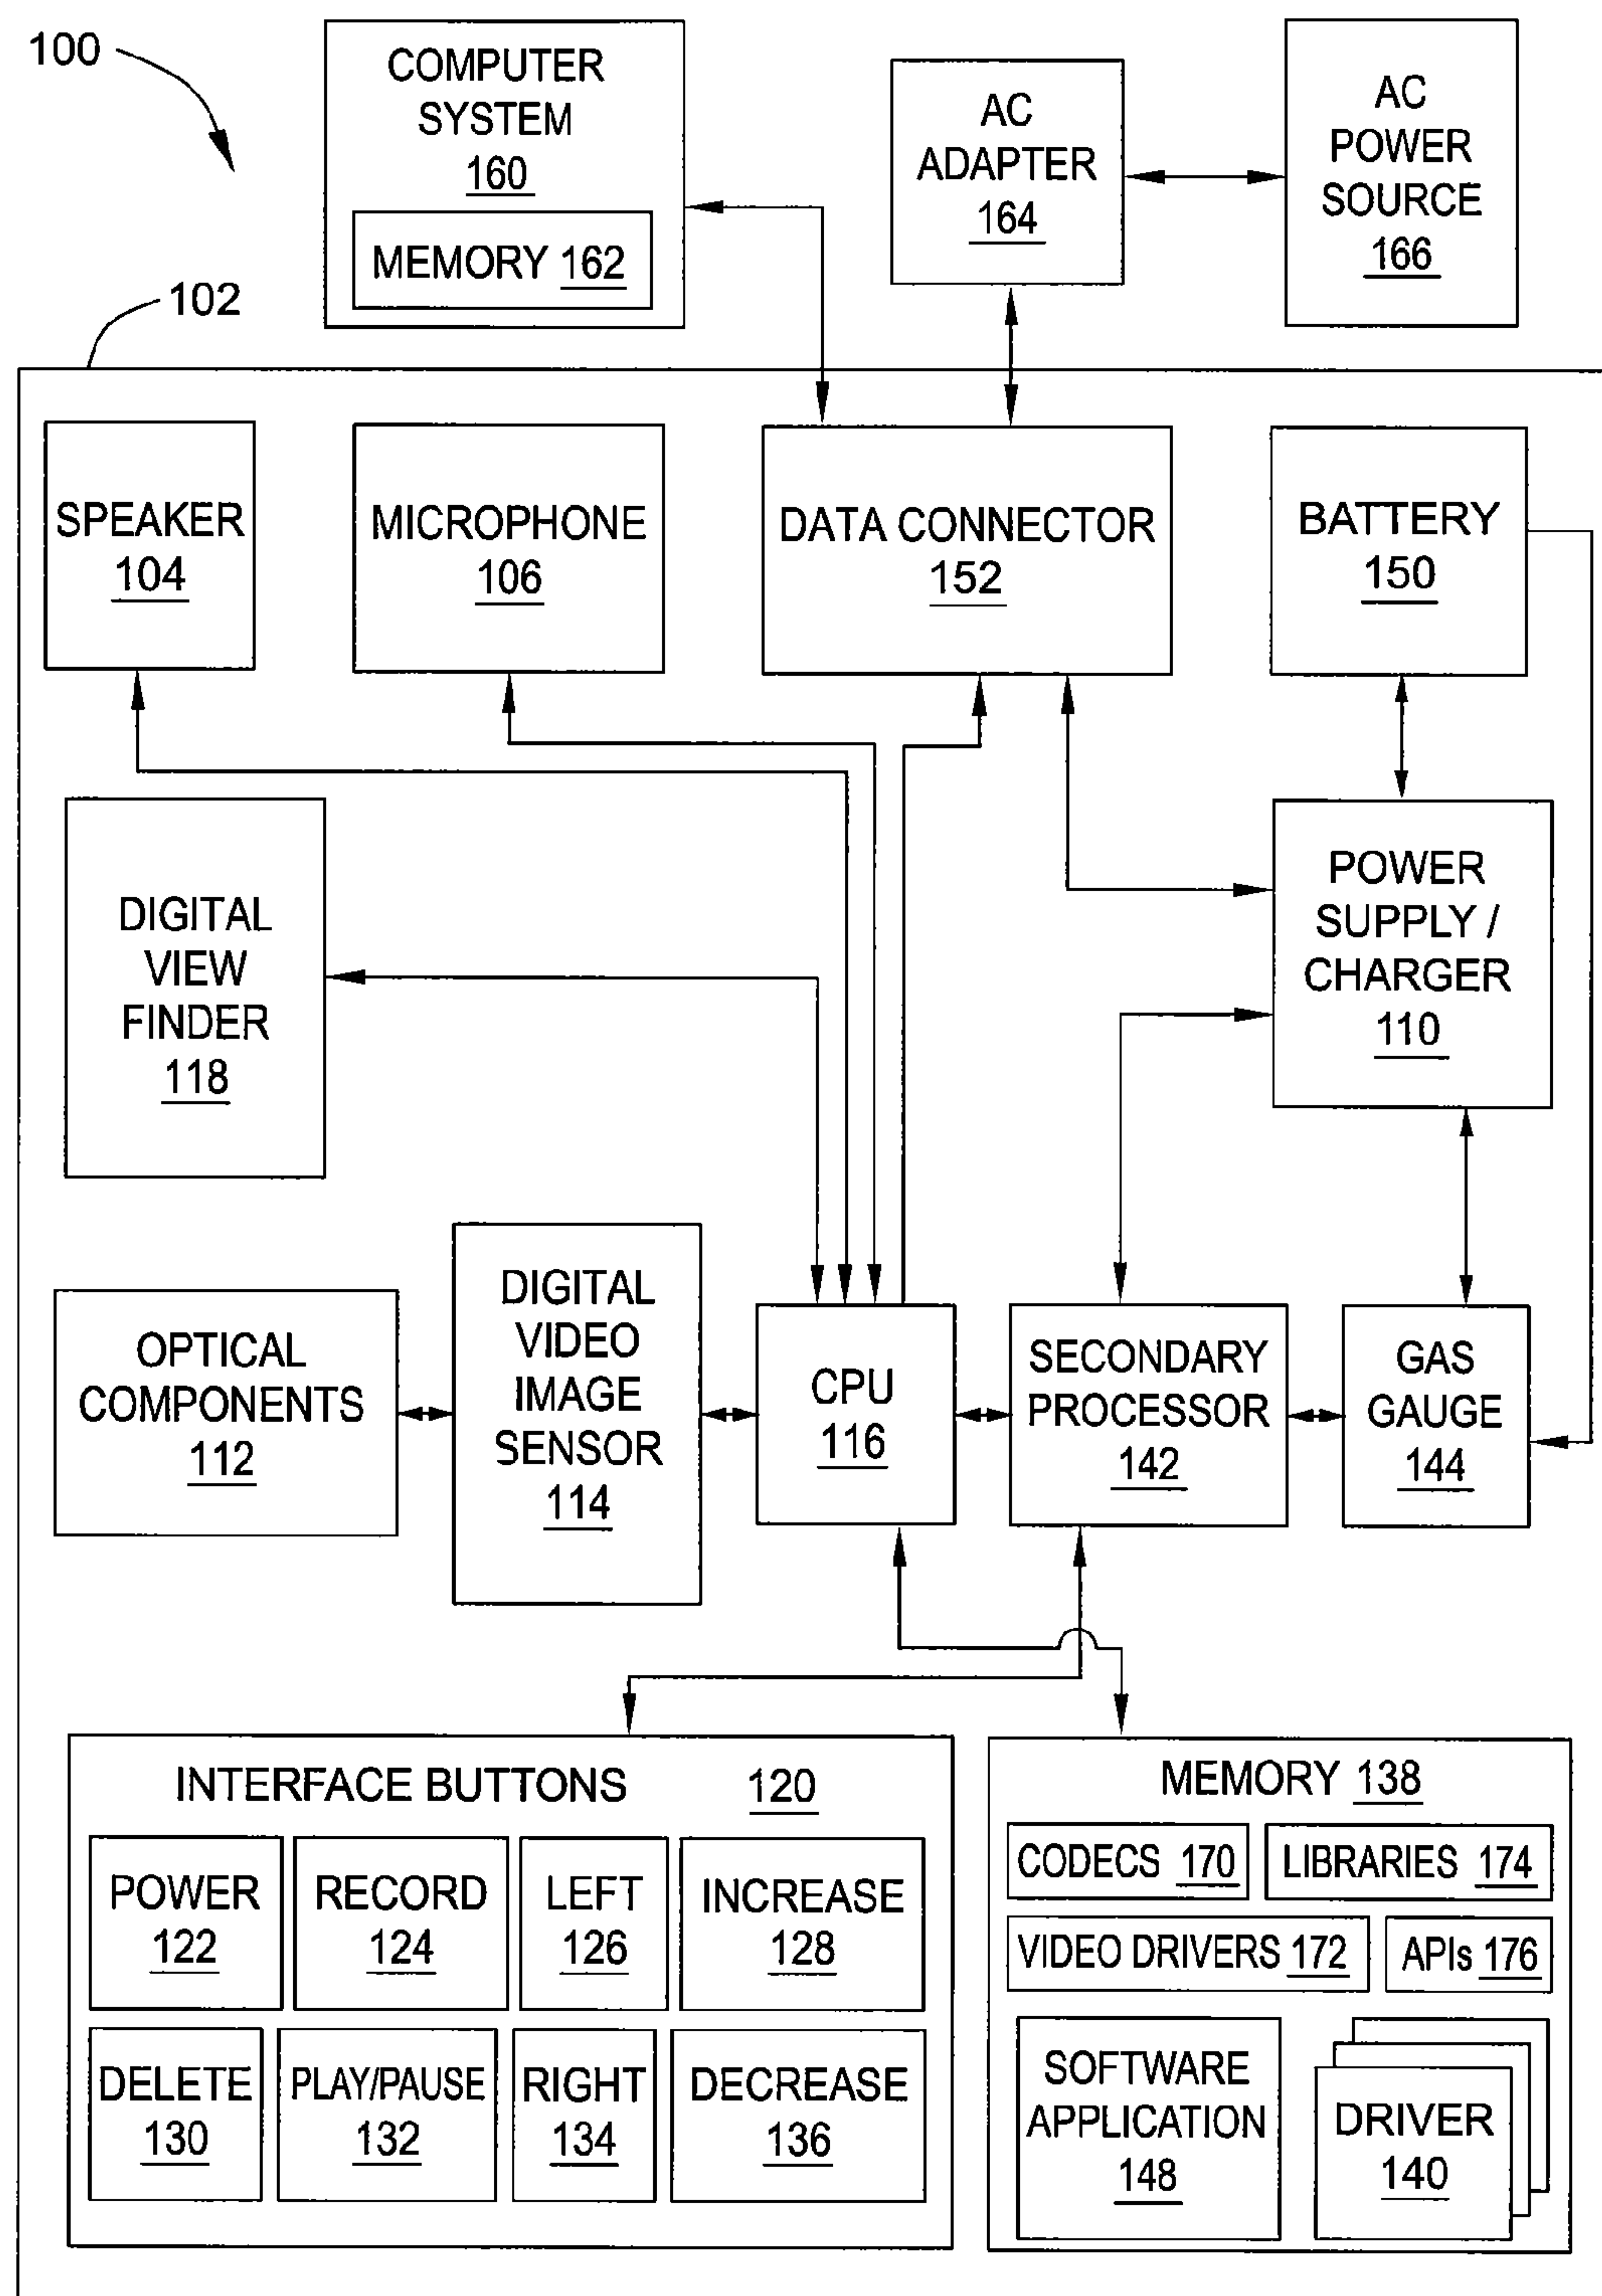 100
COMPUTER
SYSTEM
160
MEMORY 162
AC
ADAPTER
164
AC
POWER
SOURCE
166
102
SPEAKER
104
MICROPHONE
106
DATA CONNECTOR
152
BATTERY
150
DIGITAL
VIEW
FINDER
118
POWER
SUPPLY /
CHARGER
110
OPTICAL
COMPONENTS
112
DIGITAL
VIDEO
IMAGE
SENSOR
114
CPU
116
SECONDARY
PROCESSOR
142
GAS
GAUGE
144
INTERFACE BUTTONS 120
POWER
122
RECORD
124
LEFT
126
INCREASE
128
DELETE
130
PLAY/PAUSE
132
RIGHT
134
DECREASE
136
MEMORY 138
CODECS 170
LIBRARIES 174
VIDEO DRIVERS 172
APIs 176
SOFTWARE
APPLICATION
148
DRIVER
140